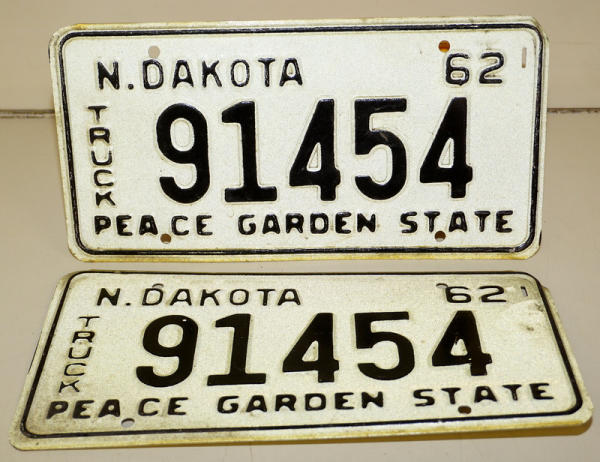 N. DAKOTA 62
TRUCK
91454
PEACE GARDEN STATE
N. DAKOTA 62
TRUCK
91454
PEACE GARDEN STATE